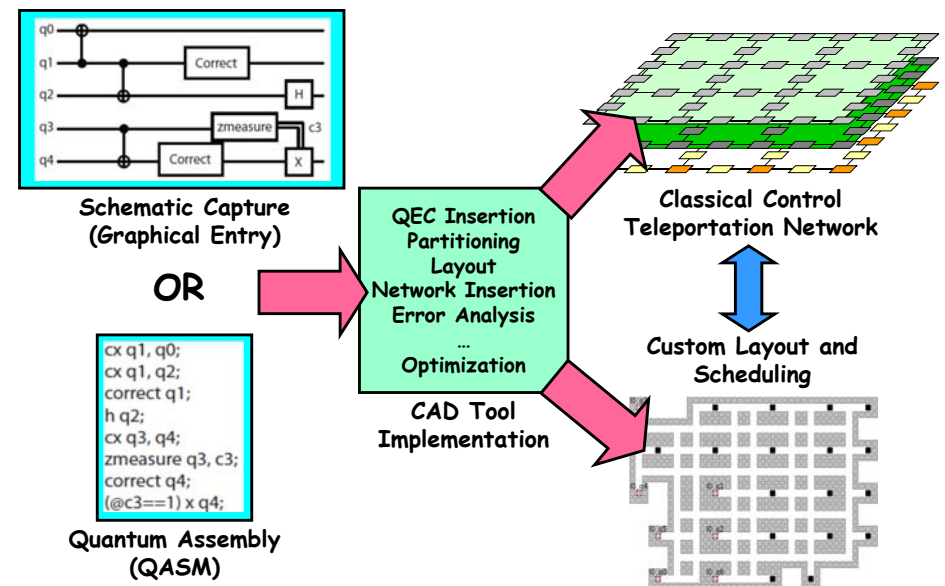 q0
q1
Correct
q2
H
q3
zmeasure
c3
q4
Correct
X
Schematic Capture
(Graphical Entry)
OR
cx q1, q0;
cx q1, q2;
correct q1;
h q2;
cx q3, q4;
zmeasure q3, c3;
correct q4;
(@c3==1) x q4;
Quantum Assembly
(QASM)
QEC Insertion
Partitioning
Layout
Network Insertion
Error Analysis
...
Optimization
CAD Tool
Implementation
Classical Control
Teleportation Network
Custom Layout and
Scheduling